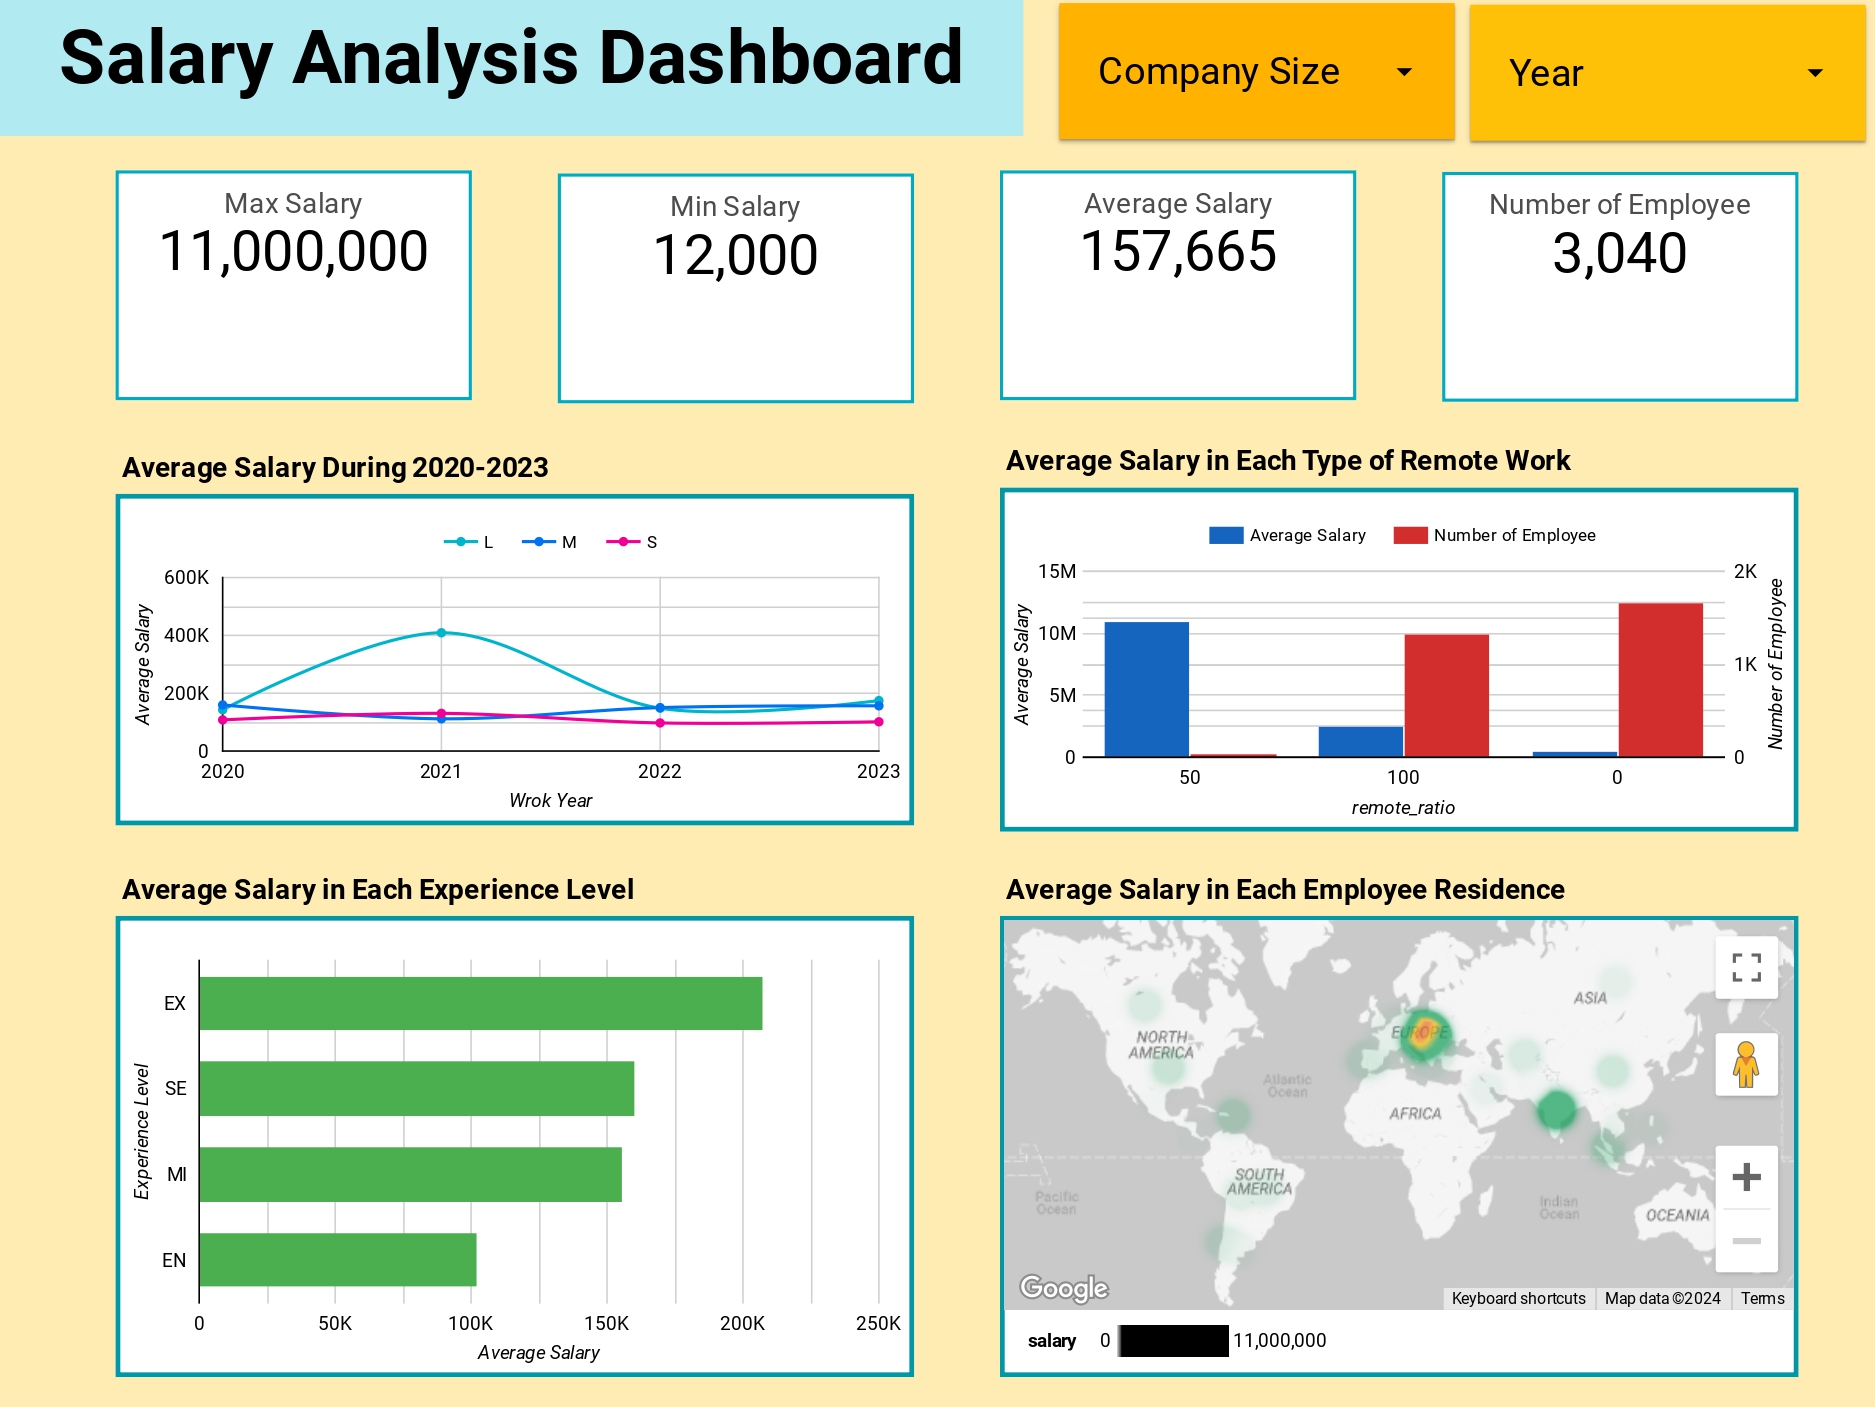 Salary Analysis Dashboard
Company Size
Year
Max Salary
11,000,000
Min Salary
12,000
Average Salary
157,665
Number of Employee
3,040
Average Salary During 2020-2023
L M S
600K
400K
200K
0
Average Salary
2020 2021 2022 2023
Wrok Year
Average Salary in Each Type of Remote Work
Average Salary Number of Employee
15M
10M
5M
0
Average Salary
2K
1K
0
Number of Employee
50 100 0
remote_ratio
Average Salary in Each Experience Level
EX
SE
MI
EN
Experience Level
0 50K 100K 150K 200K 250K
Average Salary
Average Salary in Each Employee Residence
ASIA
EUROPE
NORTH
AMERICA
Atlantic
Ocean
AFRICA
SOUTH
AMERICA
Pacific
Ocean
Indian
Ocean
OCEANIA
Google
Keyboard shortcuts Map data ©2024 Terms
salary 0 11,000,000